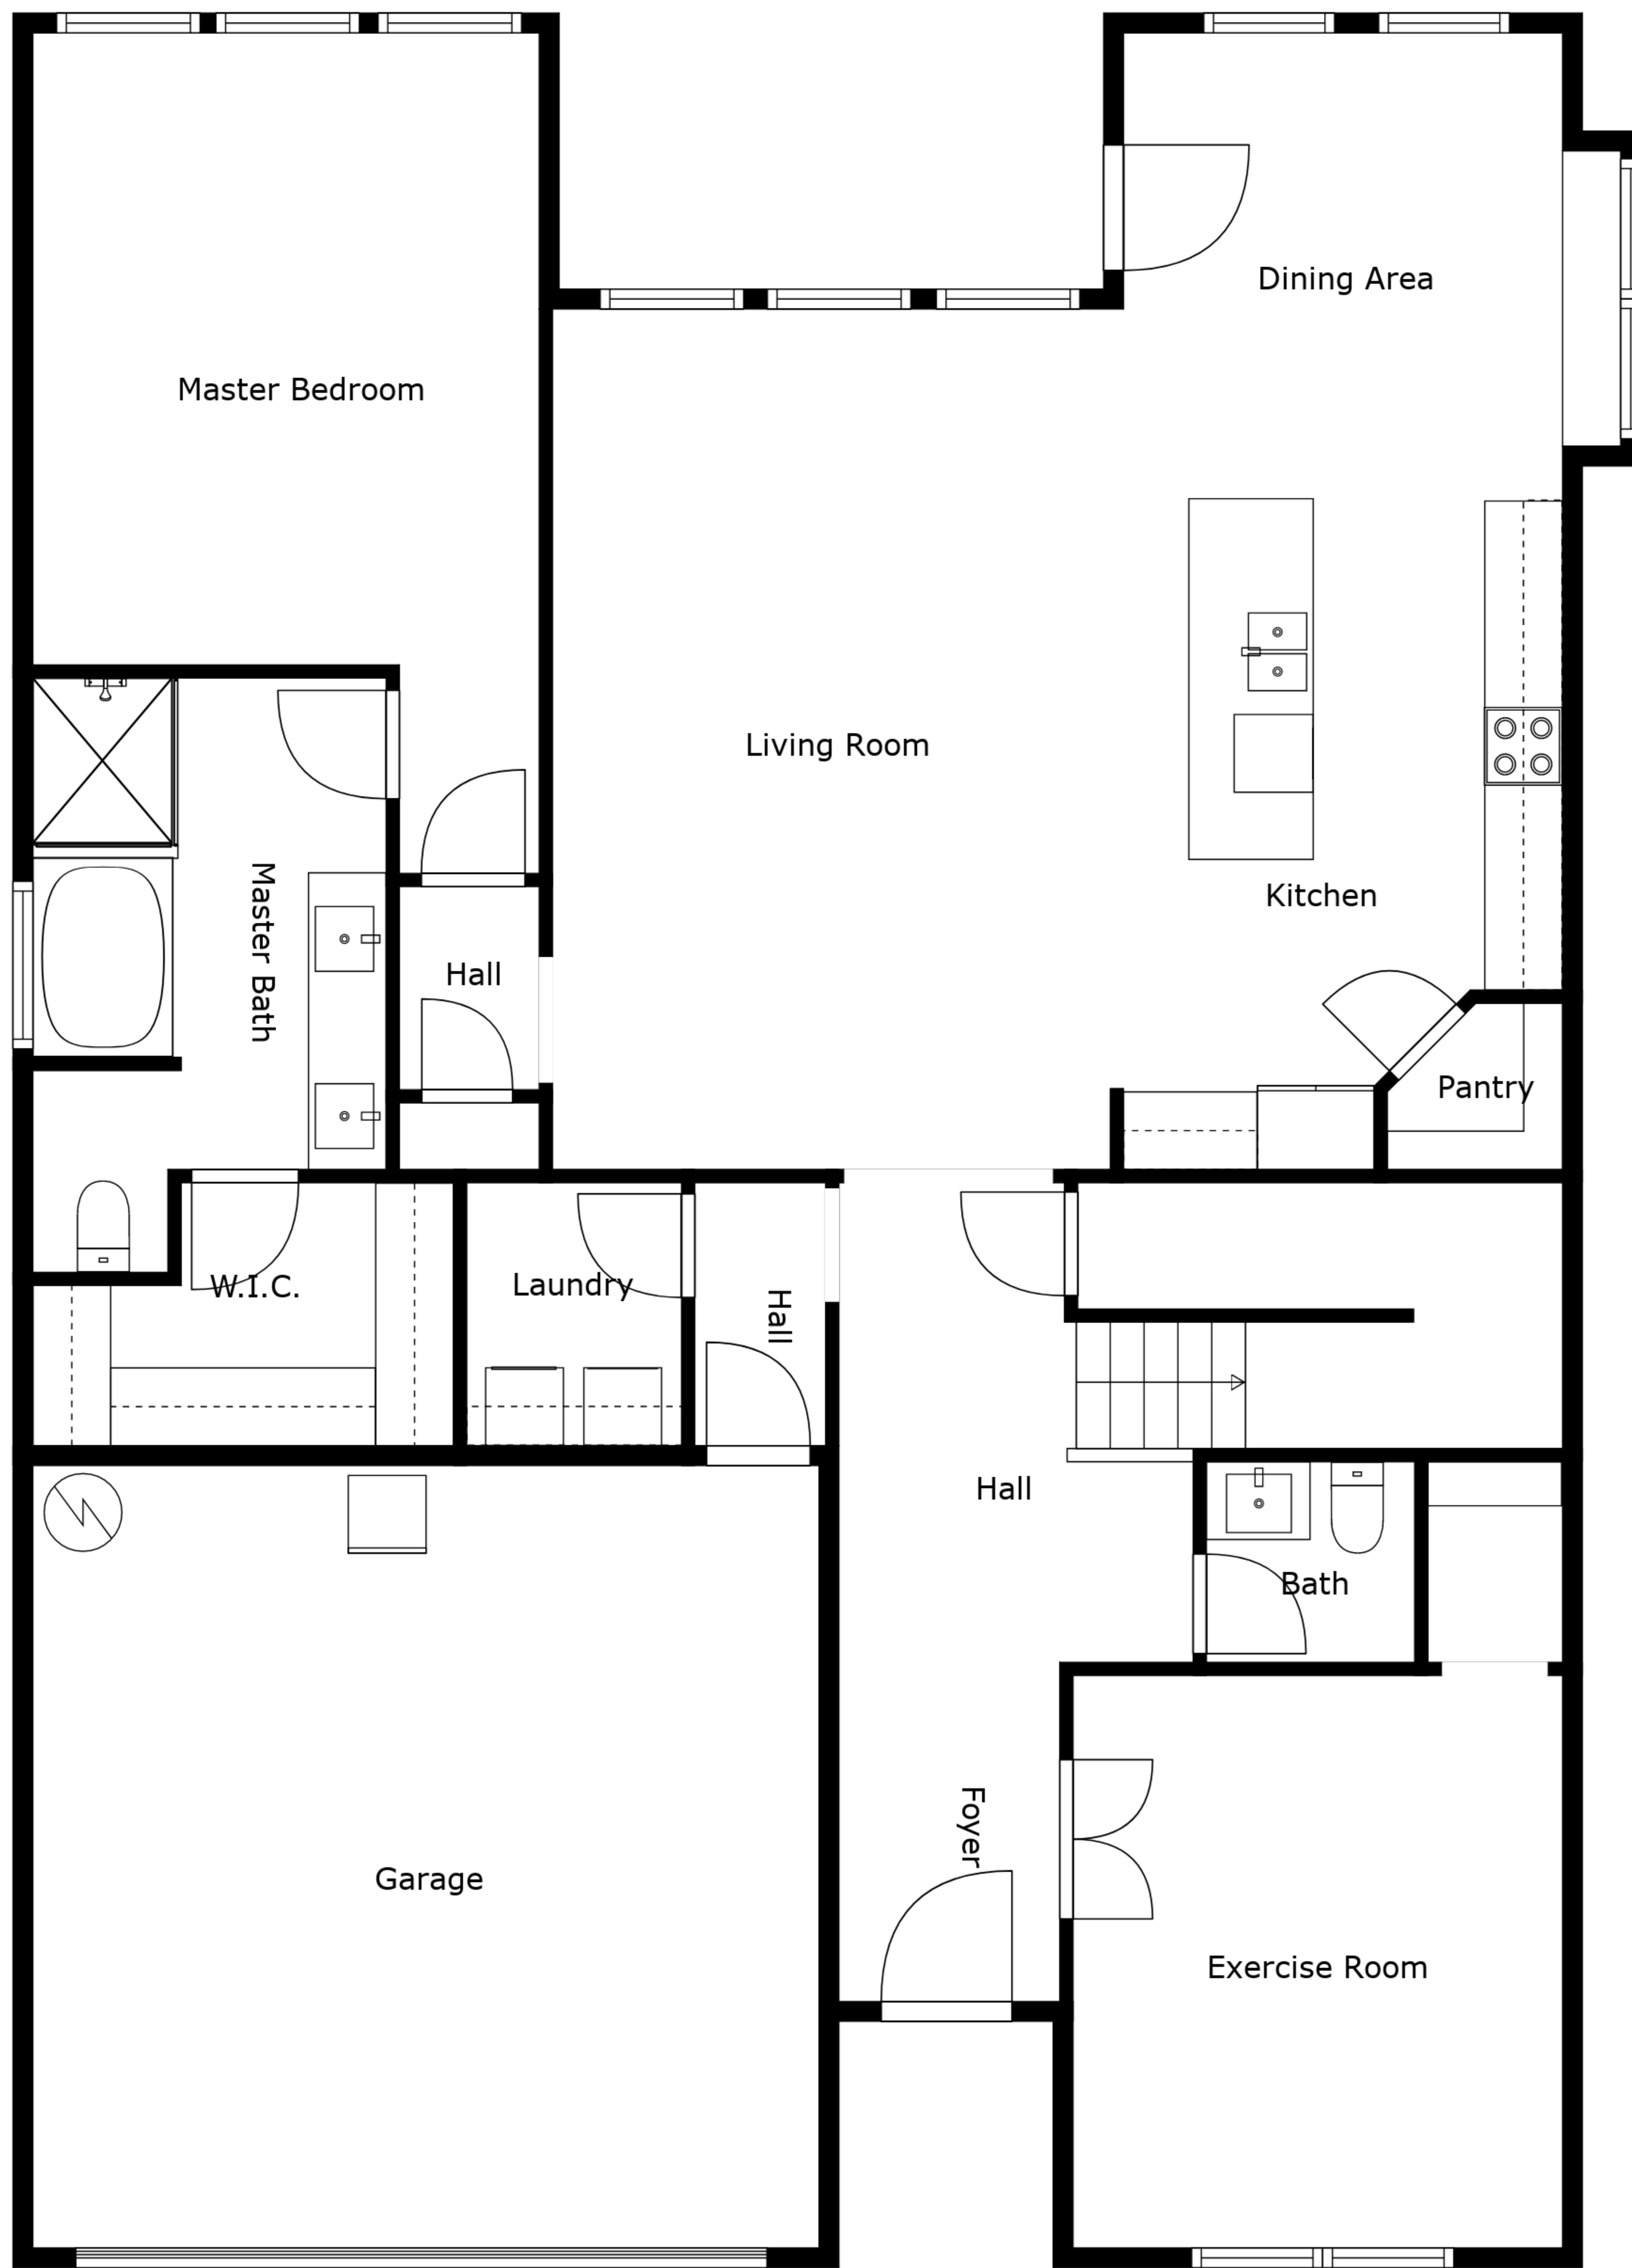 Dining Area
Master Bedroom
Living Room
Kitchen
Master Bath
Hall
Pantry
W.I.C.
Laundry
Hall
Hall
Bath
Foyer
Garage
Exercise Room